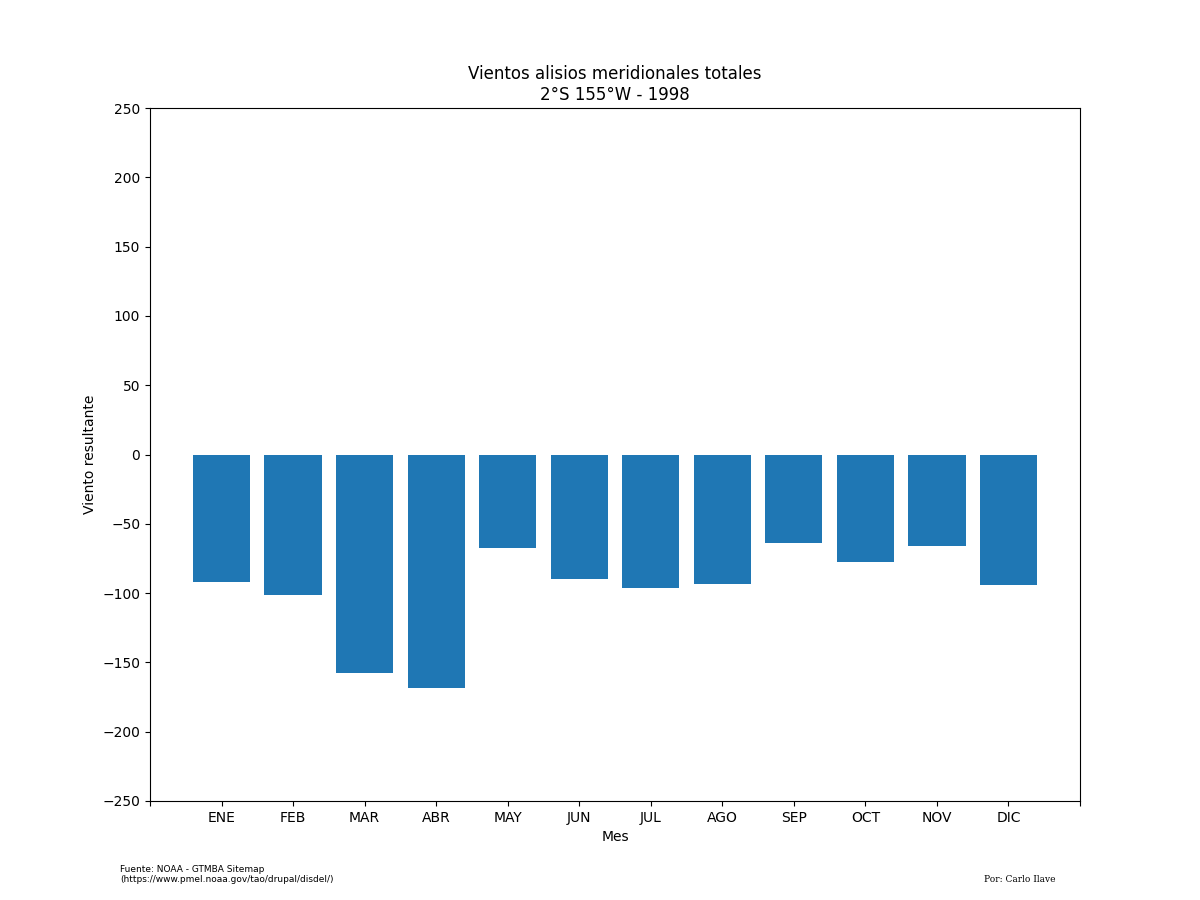 Vientos alisios meridionales totales
2°S 155°W - 1998
250
200
150
100
50
0
−50
−100
−150
−200
−250
Viento resultante
ENE FEB MAR ABR MAY JUN JUL AGO SEP OCT NOV DIC
Mes
Fuente: NOAA - GTMBA Sitemap
(https://www.pmel.noaa.gov/tao/drupal/disdel/)
Por: Carlo Ilave